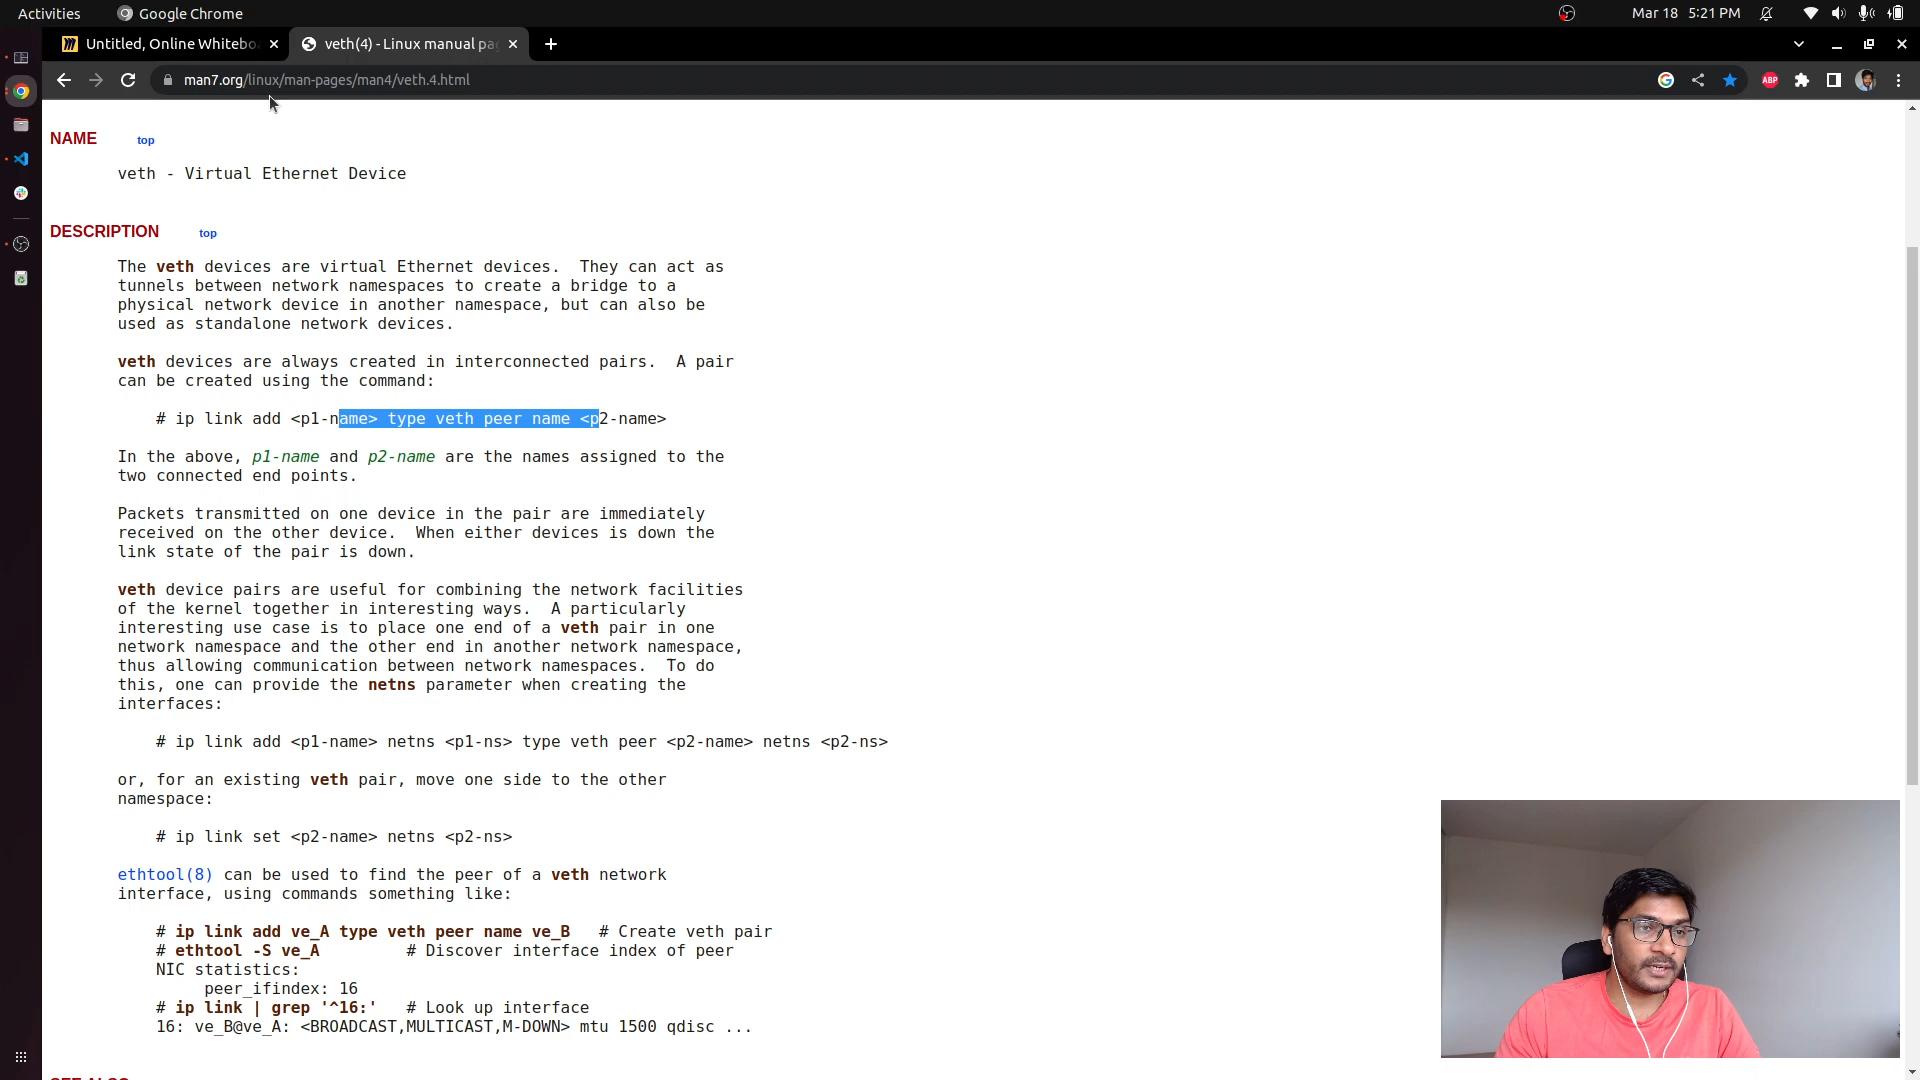 Activities
Google Chrome
Mar 18 5:21 PM
Untitled, Online Whitebo
veth(4) - Linux manual pag
man7.org/linux/man-pages/man4/veth.4.html
ABP
NAME top
veth - Virtual Ethernet Device
DESCRIPTION top
The veth devices are virtual Ethernet devices. They can act as
tunnels between network namespaces to create a bridge to a
physical network device in another namespace, but can also be
used as standalone network devices.
veth devices are always created in interconnected pairs. A pair
can be created using the command:
# ip link add <p1-name> type veth peer name <p2-name>
In the above, p1-name and p2-name are the names assigned to the
two connected end points.
Packets transmitted on one device in the pair are immediately
received on the other device. When either devices is down the
link state of the pair is down.
veth device pairs are useful for combining the network facilities
of the kernel together in interesting ways. A particularly
interesting use case is to place one end of a veth pair in one
network namespace and the other end in another network namespace,
thus allowing communication between network namespaces. To do
this, one can provide the netns parameter when creating the
interfaces:
# ip link add <p1-name> netns <p1-ns> type veth peer <p2-name> netns <p2-ns>
or, for an existing veth pair, move one side to the other
namespace:
# ip link set <p2-name> netns <p2-ns>
ethtool(8) can be used to find the peer of a veth network
interface, using commands something like:
# ip link add ve_A type veth peer name ve_B # Create veth pair
# ethtool -S ve_A # Discover interface index of peer
NIC statistics:
peer_ifindex: 16
# ip link | grep '^16:' # Look up interface
16: ve_B@ve_A: <BROADCAST,MULTICAST,M-DOWN> mtu 1500 qdisc ...
SEE ALSO